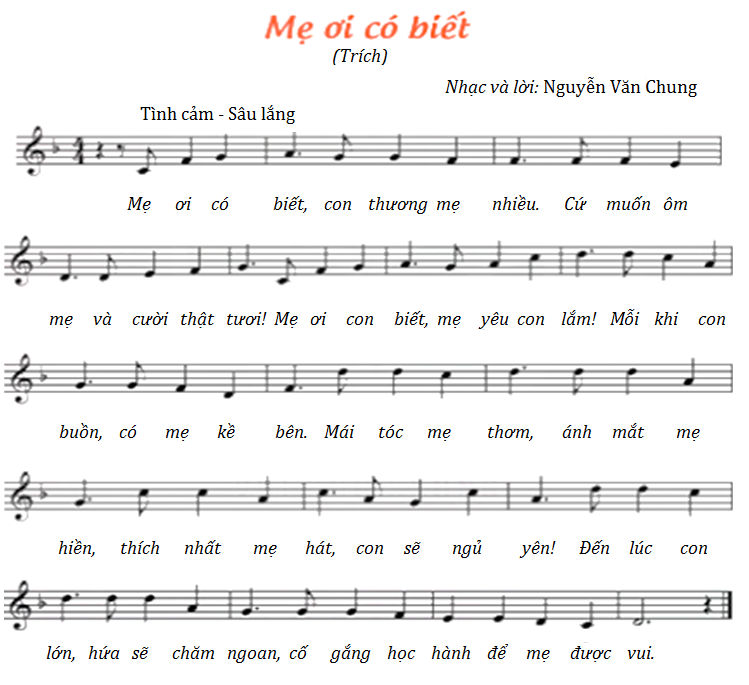 Mẹ ơi có biết
(Trích)
Nhạc và lời: Nguyễn Văn Chung
Tình cảm - Sâu lắng
4
4
Mẹ ơi có biết, con thương mẹ nhiều. Cứ muốn ôm
mẹ và cười thật tươi! Mẹ ơi con biết, mẹ yêu con lắm! Mỗi khi con
buồn, có mẹ kề bên. Mái tóc mẹ thơm, ánh mắt mẹ
hiền, thích nhất mẹ hát, con sẽ ngủ yên! Đến lúc con
lớn, hứa sẽ chăm ngoan, cố gắng học hành để mẹ được vui.